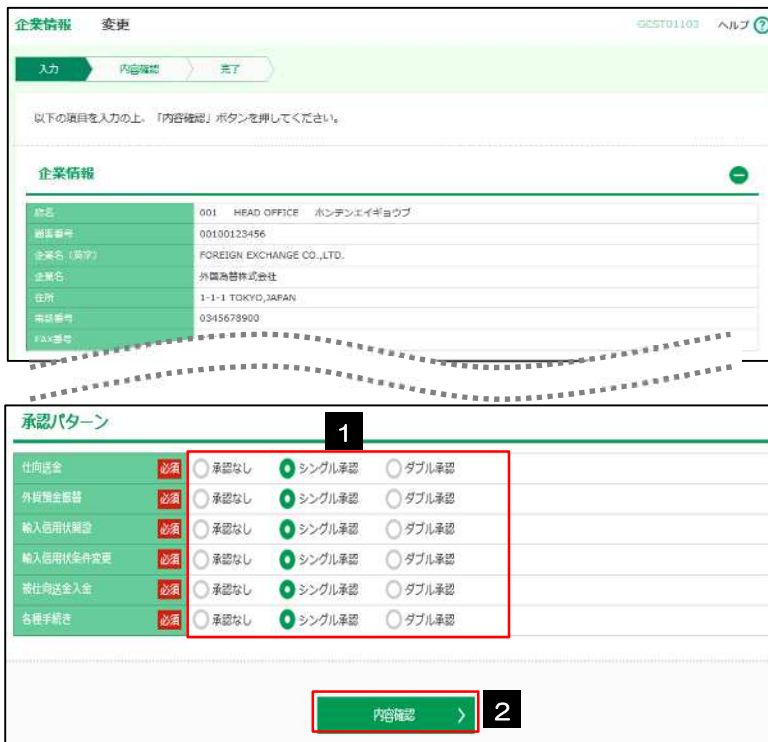 企業情報 変更 GCST01103 ヘルプ ?
入力 内容確認 完了
以下の項目を入力の上、「内容確認」ボタンを押してください。
企業情報
店名 001 HEAD OFFICE ホンテンエイギョウブ
顧客番号 00100123456
企業名（英字） FOREIGN EXCHANGE CO.,LTD.
企業名 外国為替株式会社
住所 1-1-1 TOKYO,JAPAN
電話番号 0345678900
FAX番号
承認パターン
1
仕向送金 必須 承認なし シングル承認 ダブル承認
外貨預金振替 必須 承認なし シングル承認 ダブル承認
輸入信用状開設 必須 承認なし シングル承認 ダブル承認
輸入信用状条件変更 必須 承認なし シングル承認 ダブル承認
被仕向送金入金 必須 承認なし シングル承認 ダブル承認
各種手続き 必須 承認なし シングル承認 ダブル承認
内容確認 2